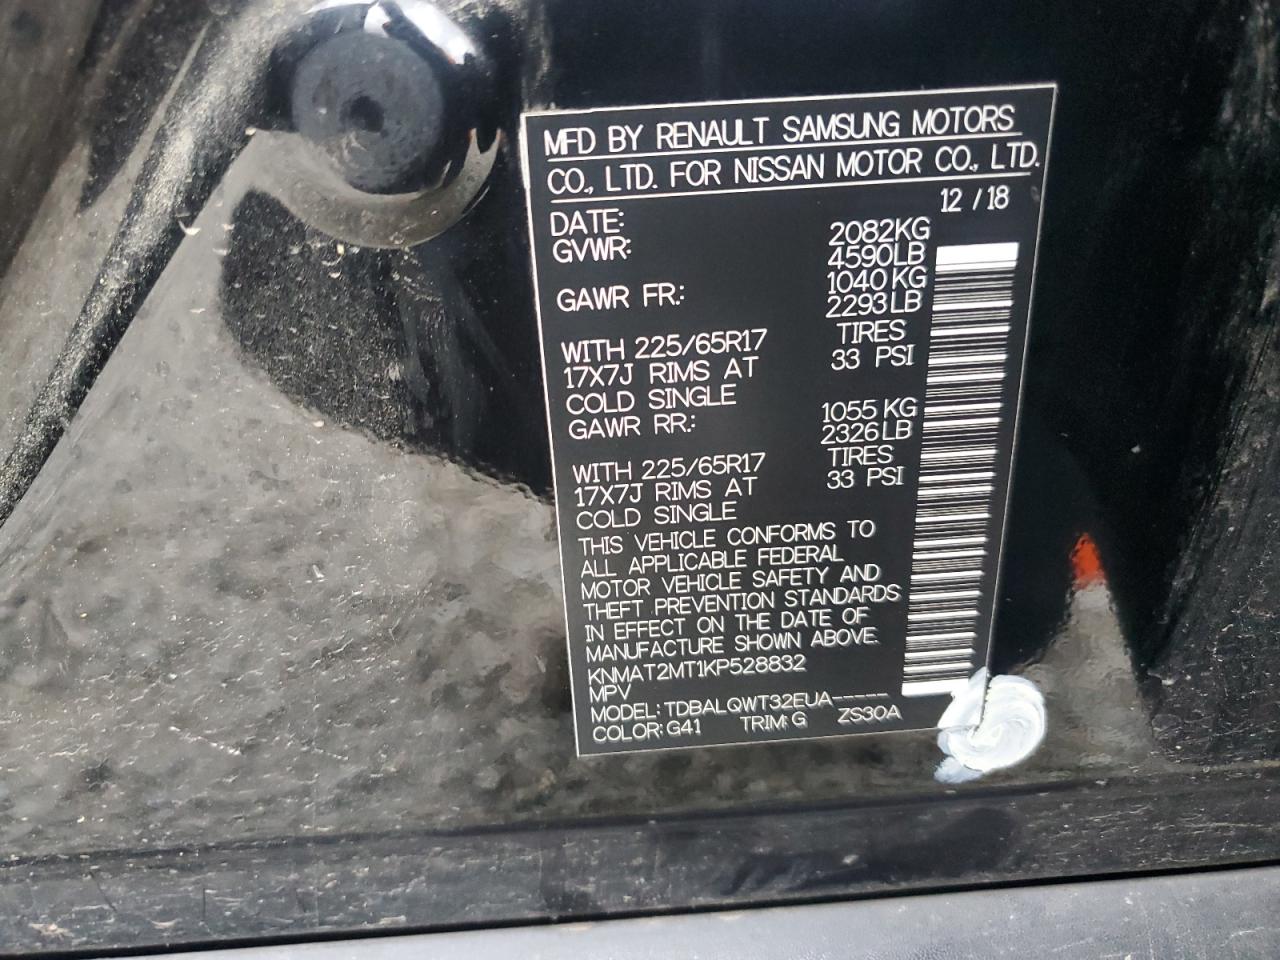 MFD BY RENAULT SAMSUNG MOTORS
CO., LTD. FOR NISSAN MOTOR CO., LTD.
DATE: 12 / 18
GVWR: 2082KG
4590LB
GAWR FR.: 1040 KG
2293 LB
WITH 225/65R17 TIRES
17X7J RIMS AT 33 PSI
COLD SINGLE
GAWR RR.: 1055 KG
2326 LB
WITH 225/65R17 TIRES
17X7J RIMS AT 33 PSI
COLD SINGLE
THIS VEHICLE CONFORMS TO
ALL APPLICABLE FEDERAL
MOTOR VEHICLE SAFETY AND
THEFT PREVENTION STANDARDS
IN EFFECT ON THE DATE OF
MANUFACTURE SHOWN ABOVE.
KNMAT2MT1KP528832
MPV
MODEL: TDBALQWT32EUA-----
COLOR: G41 TRIM: G ZS30A